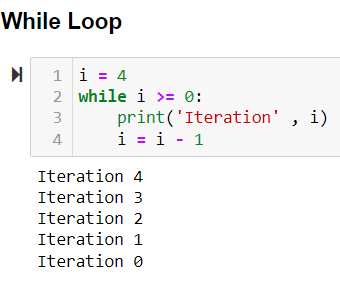 While Loop
1 i = 4
2 while i >= 0:
3     print('Iteration' , i)
4     i = i - 1
Iteration 4
Iteration 3
Iteration 2
Iteration 1
Iteration 0